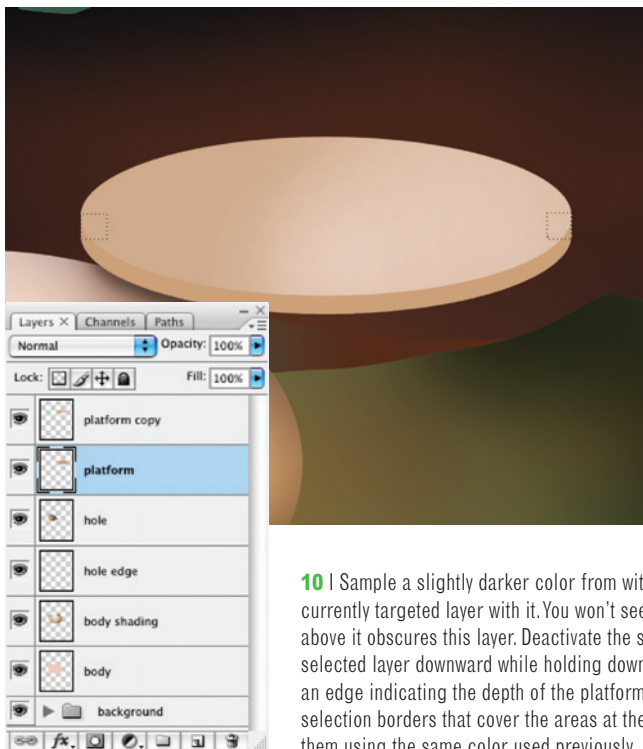 Layers × Channels Paths
Normal Opacity: 100%
Lock: Fill: 100%
platform copy
platform
hole
hole edge
body shading
body
background
fx.
10 | Sample a slightly darker color from
currently targeted layer with it. You won't see
above it obscures this layer. Deactivate the
selected layer downward while holding
an edge indicating the depth of the platform
selection borders that cover the areas at the
them using the same color used previously